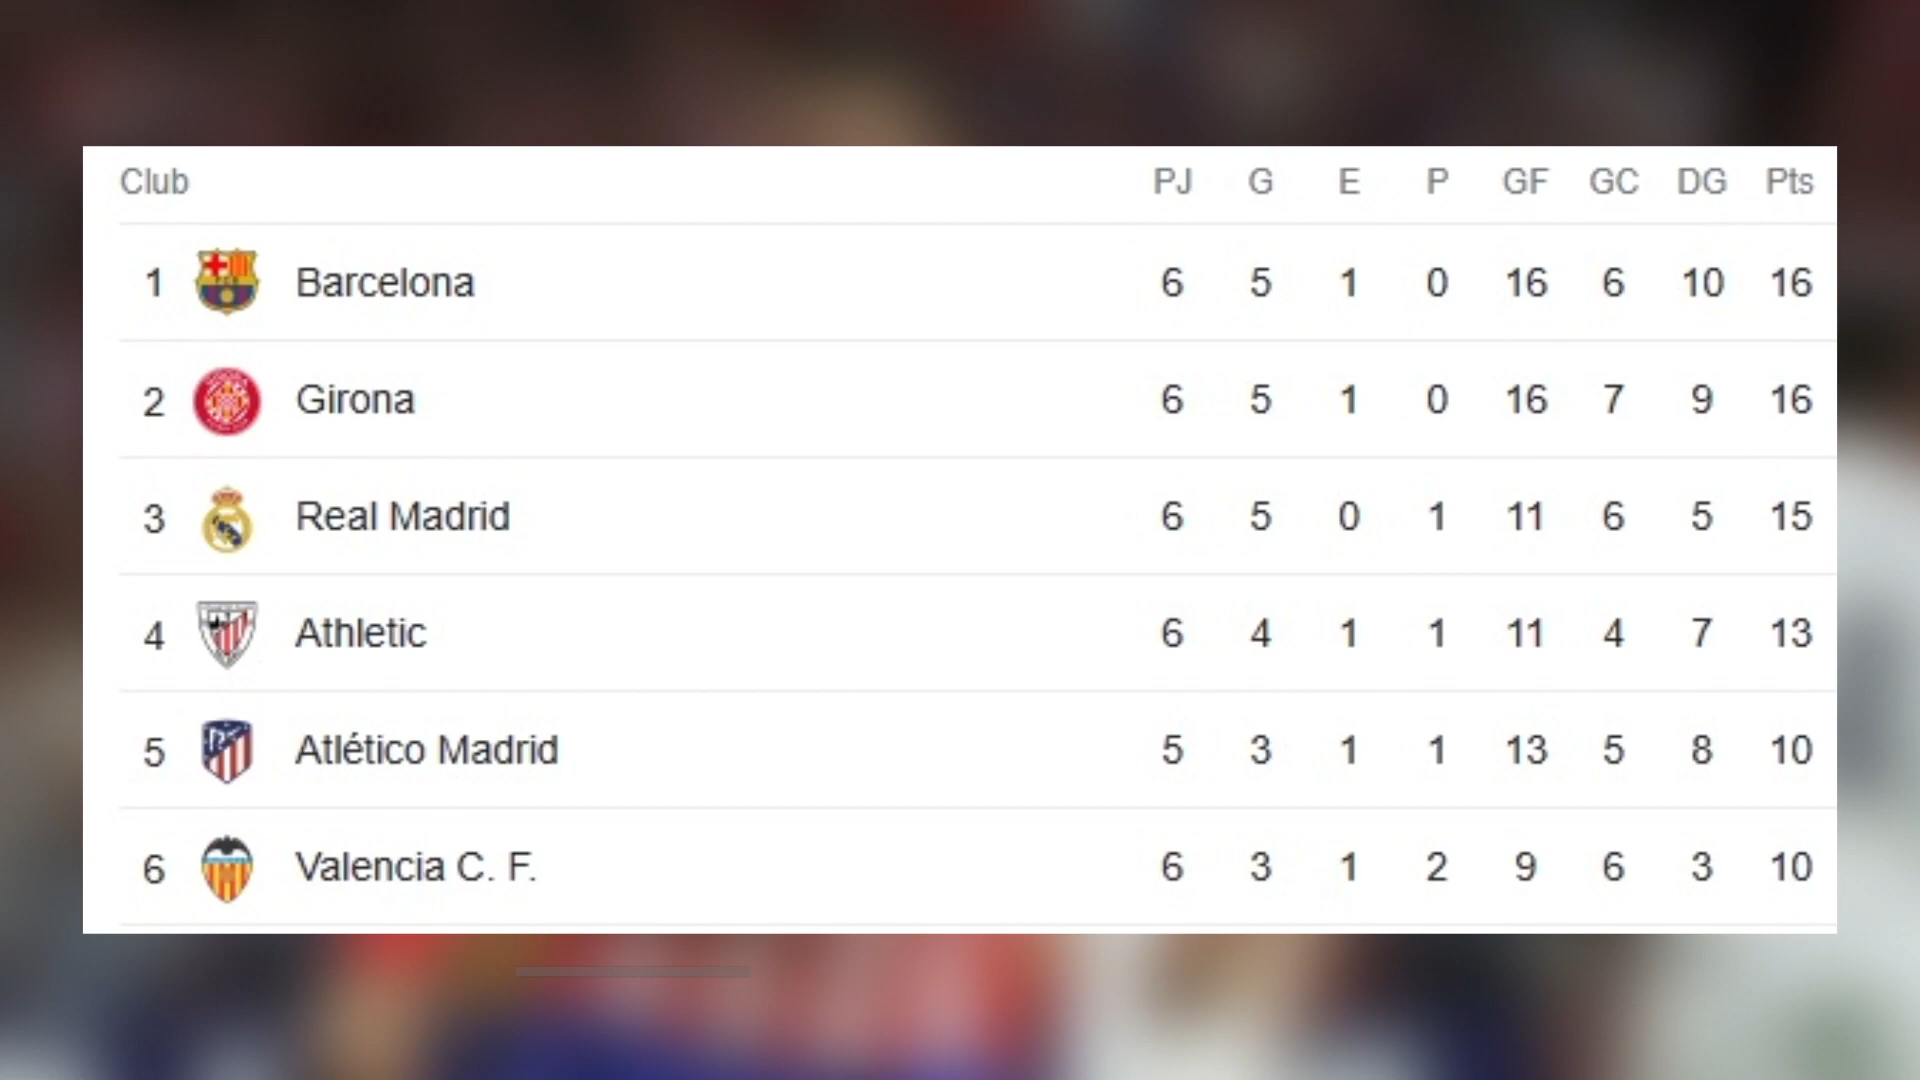 Club PJ G E P GF GC DG Pts
1 Barcelona 6 5 1 0 16 6 10 16
2 Girona 6 5 1 0 16 7 9 16
3 Real Madrid 6 5 0 1 11 6 5 15
4 Athletic 6 4 1 1 11 4 7 13
5 Atlético Madrid 5 3 1 1 13 5 8 10
6 Valencia C. F. 6 3 1 2 9 6 3 10